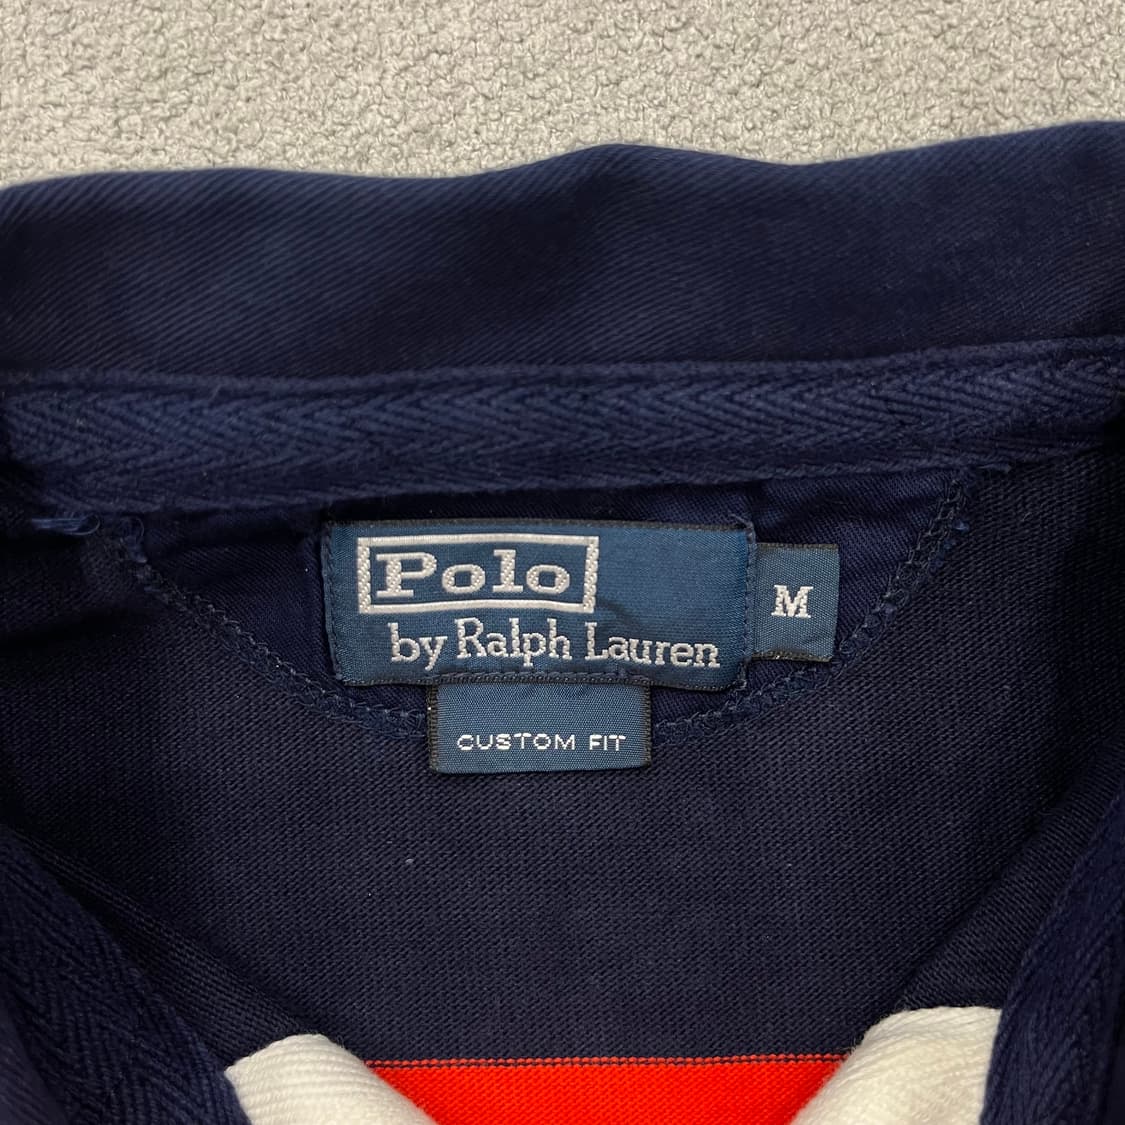 Polo
by Ralph Lauren
M
CUSTOM FIT